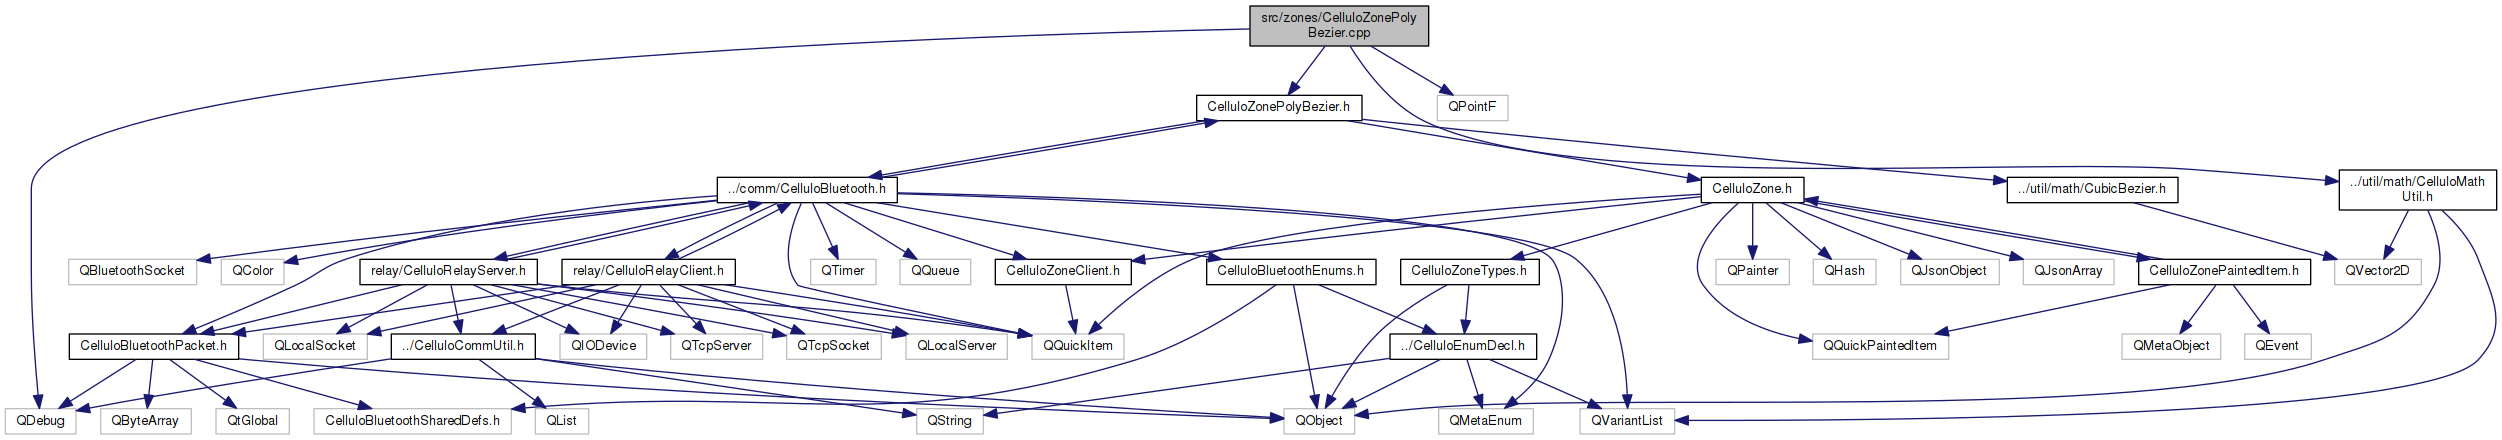 src/zones/CelluloZonePoly
Bezier.cpp
CelluloZonePolyBezier.h
QPointF
../comm/CelluloBluetooth.h
CelluloZone.h
../util/math/CubicBezier.h
../util/math/CelluloMath
Util.h
QBluetoothSocket
QColor
relay/CelluloRelayServer.h
relay/CelluloRelayClient.h
QTimer
QQueue
CelluloZoneClient.h
CelluloBluetoothEnums.h
CelluloZoneTypes.h
QPainter
QHash
QJsonObject
QJsonArray
CelluloZonePaintedItem.h
QVector2D
CelluloBluetoothPacket.h
QLocalSocket
../CelluloCommUtil.h
QIODevice
QTcpServer
QTcpSocket
QLocalServer
QQuickItem
../CelluloEnumDecl.h
QQuickPaintedItem
QMetaObject
QEvent
QDebug
QByteArray
QtGlobal
CelluloBluetoothSharedDefs.h
QList
QString
QObject
QMetaEnum
QVariantList